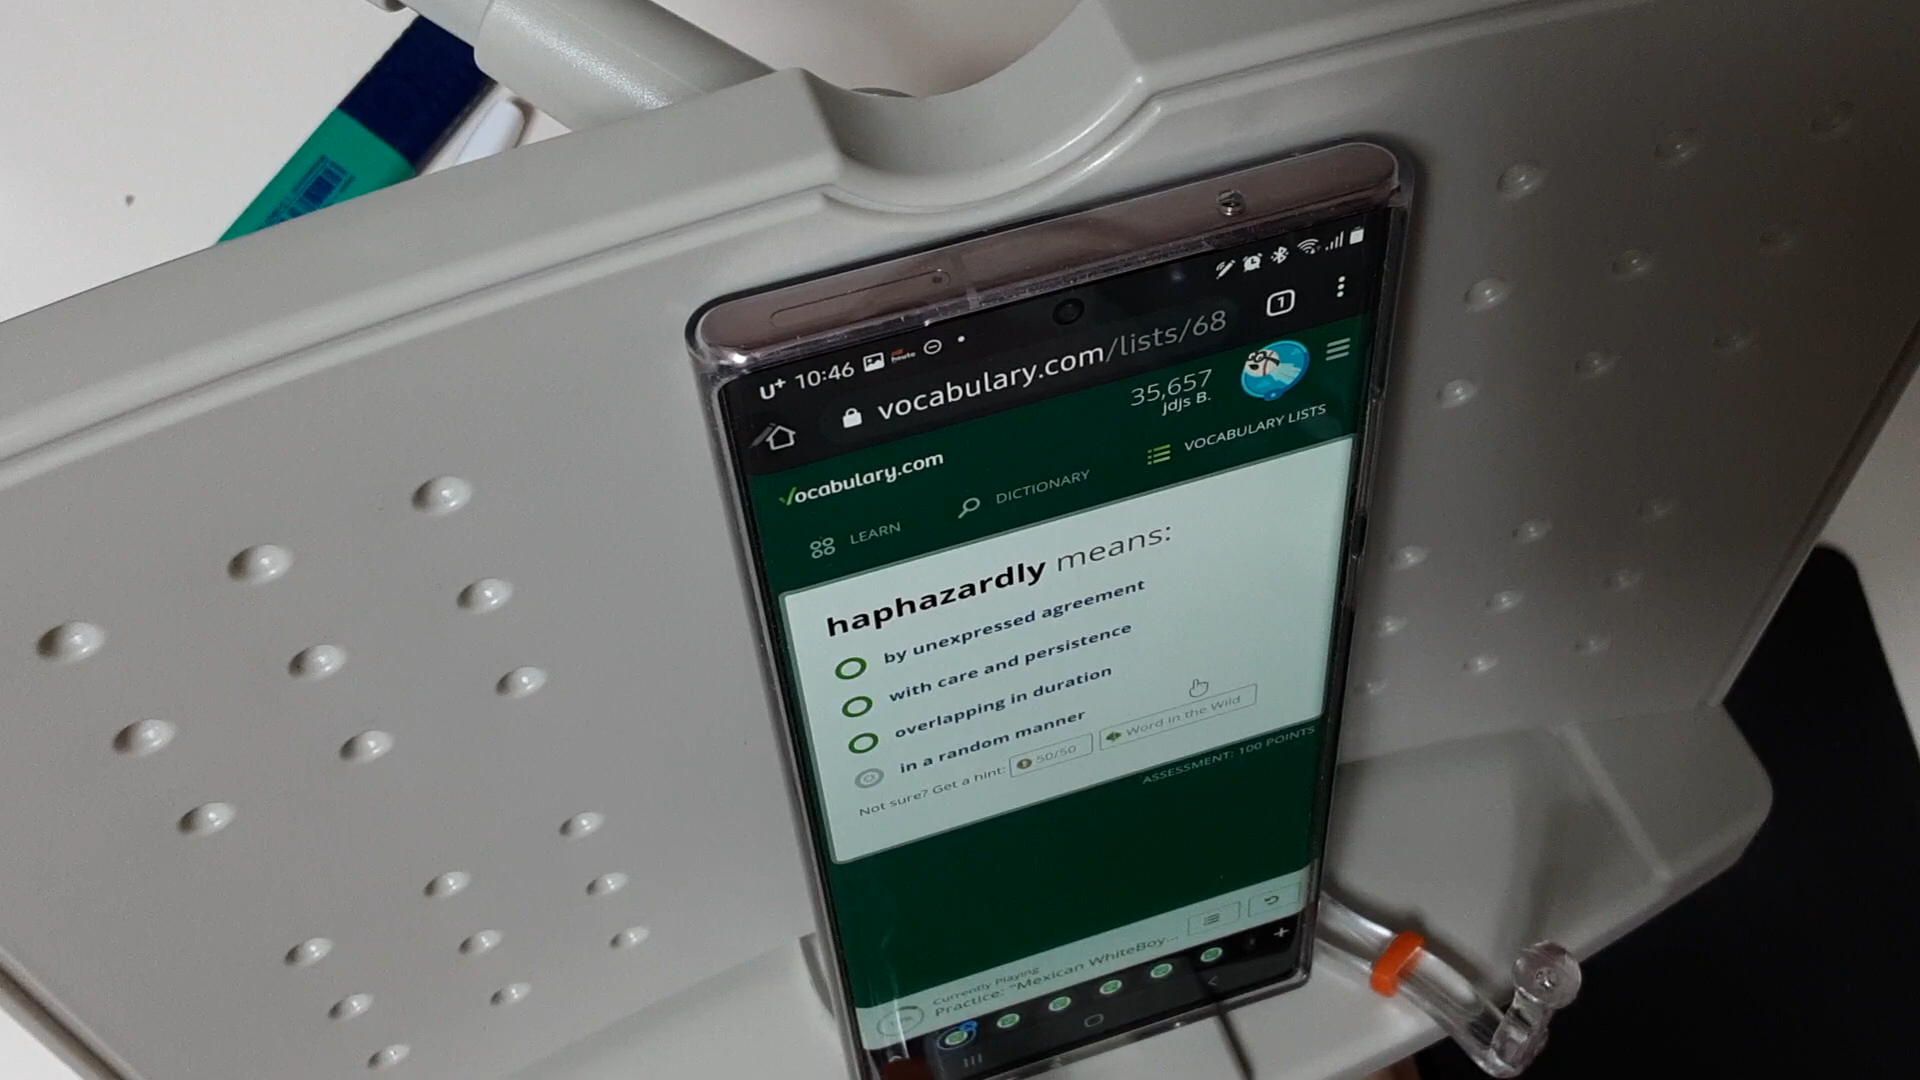 U+ 10:46
vocabulary.com/lists/68
1
35,657
jdjs B.
Vocabulary.com
LEARN
DICTIONARY
VOCABULARY LISTS
haphazardly means:
by unexpressed agreement
with care and persistence
overlapping in duration
in a random manner
Not sure? Get a hint: 50/50 Word in the Wild
ASSESSMENT: 100 POINTS
Currently Playing
Practice: "Mexican WhiteBoy...